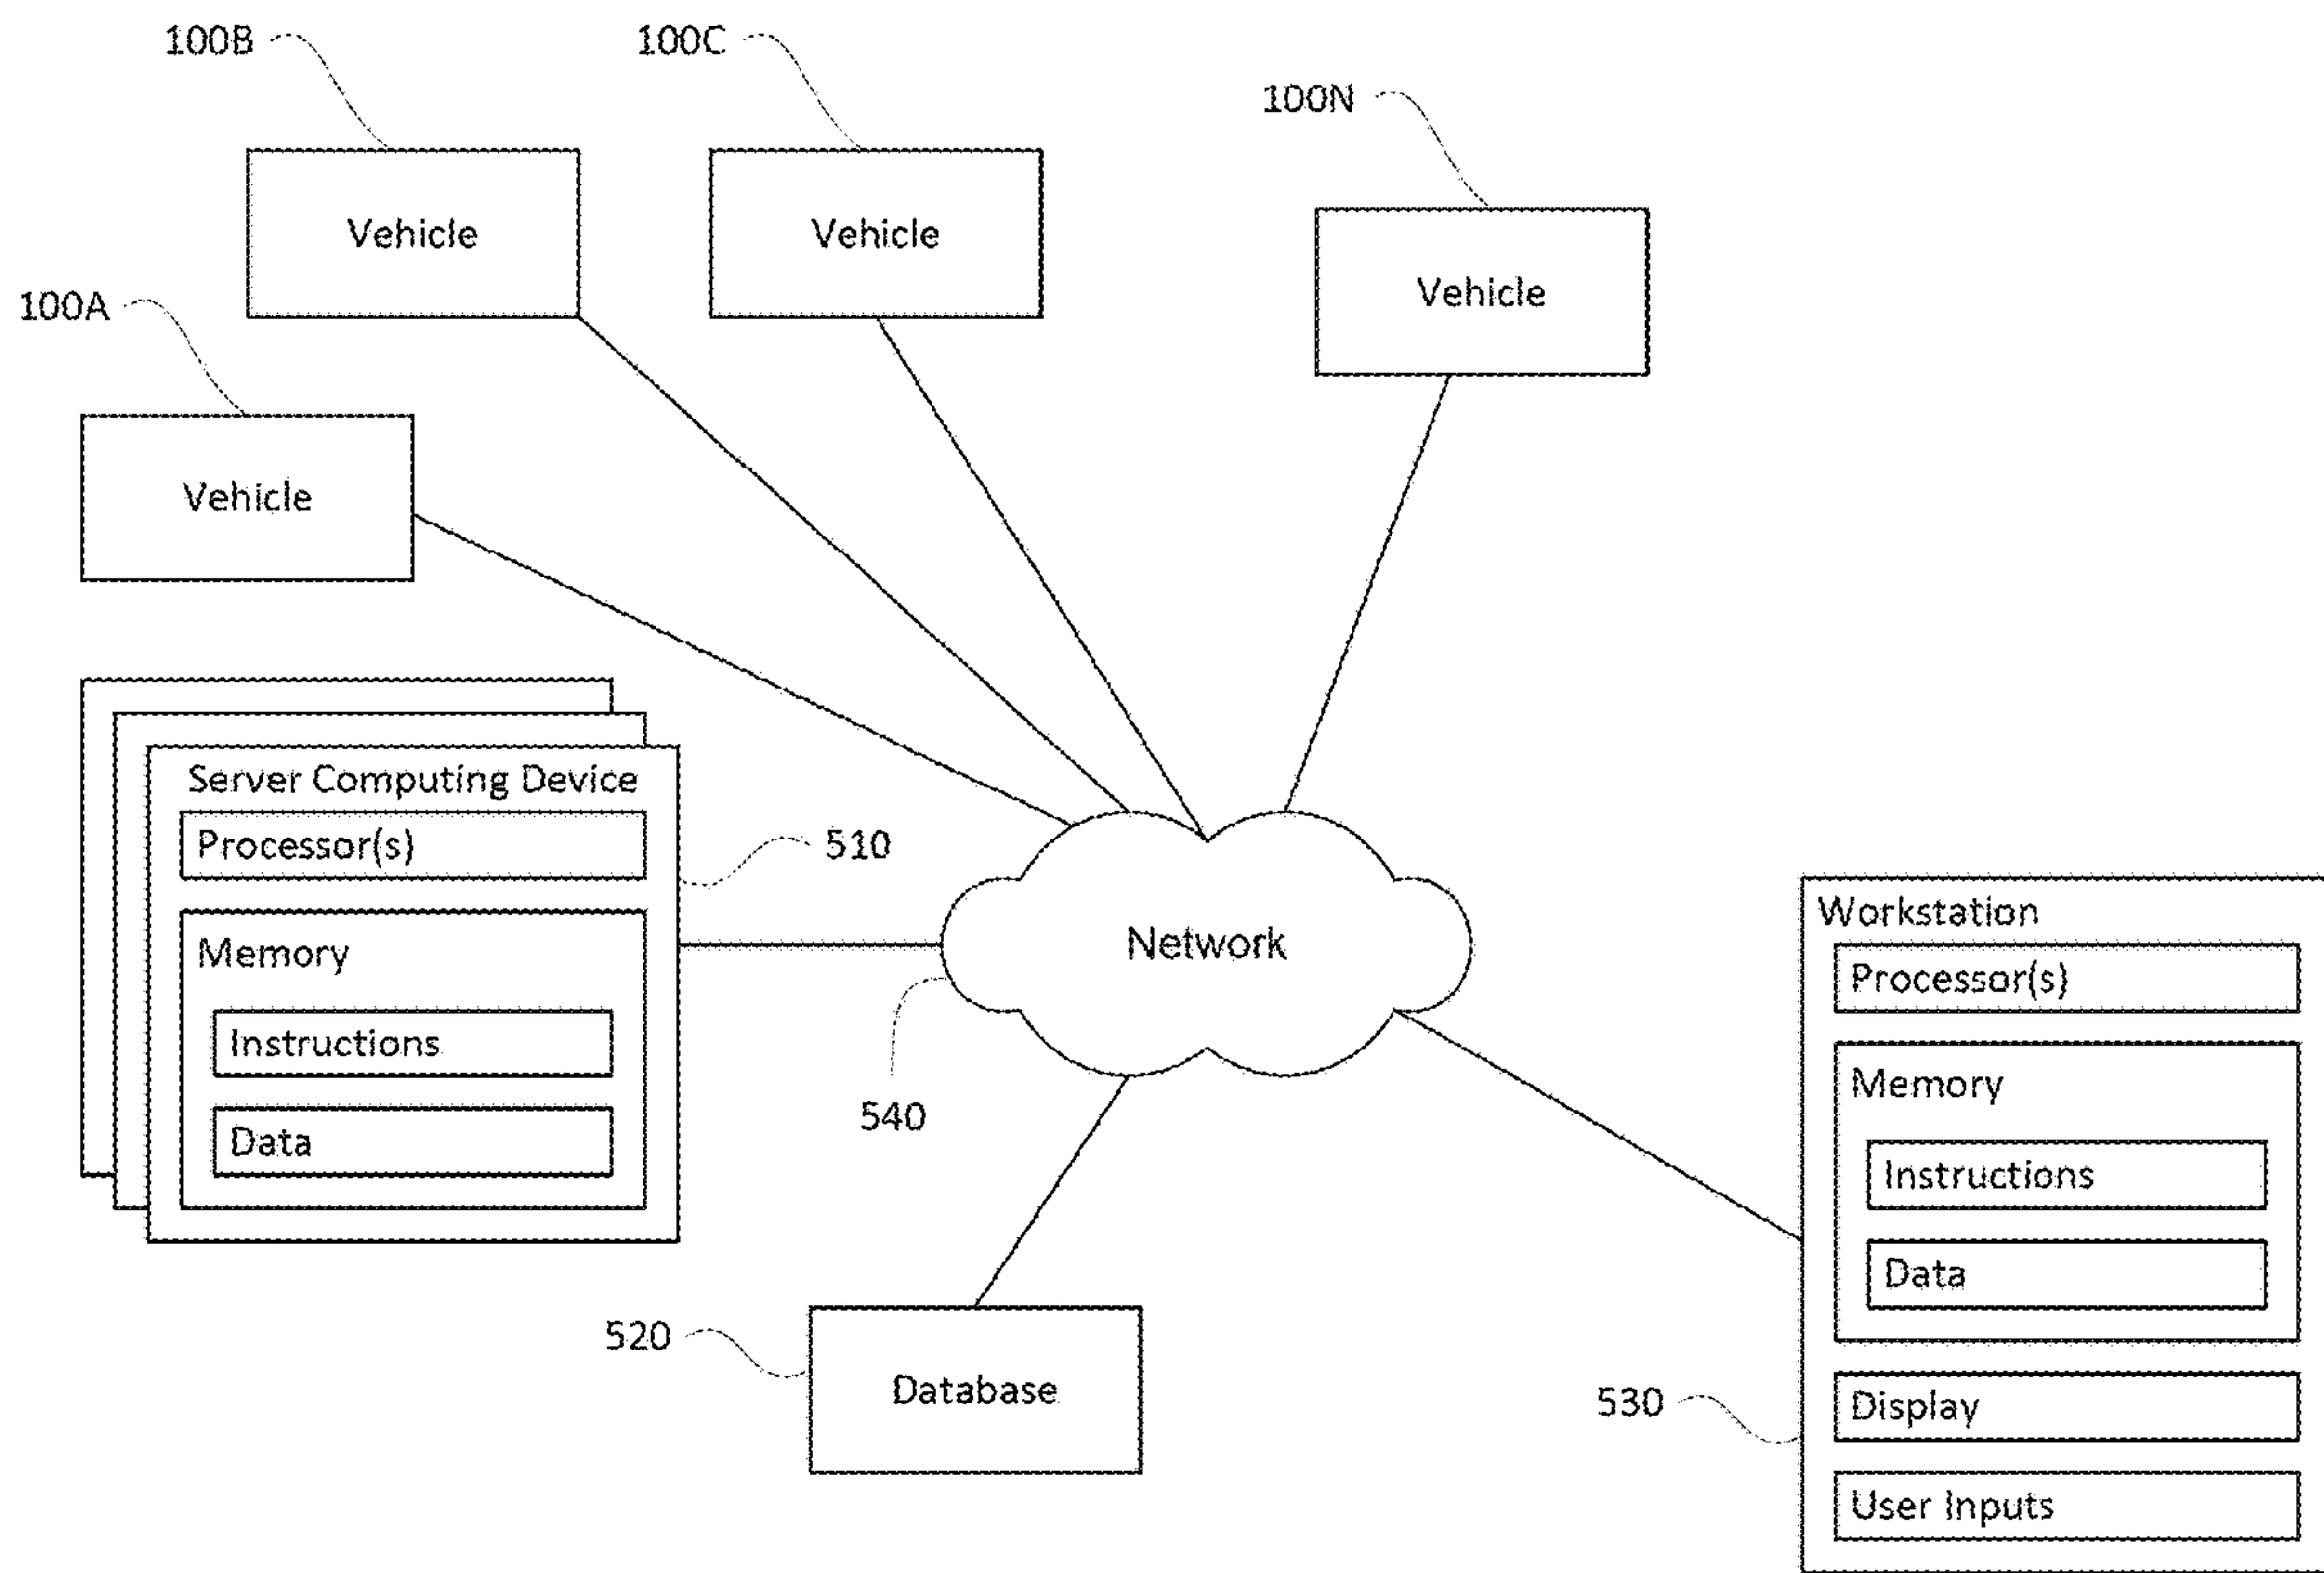 100B
100C
100N
Vehicle
Vehicle
Vehicle
100A
Vehicle
Server Computing Device
Processor(s)
510
Memory
Instructions
Data
Network
540
Workstation
Processor(s)
Memory
Instructions
Data
Display
User Inputs
530
520
Database